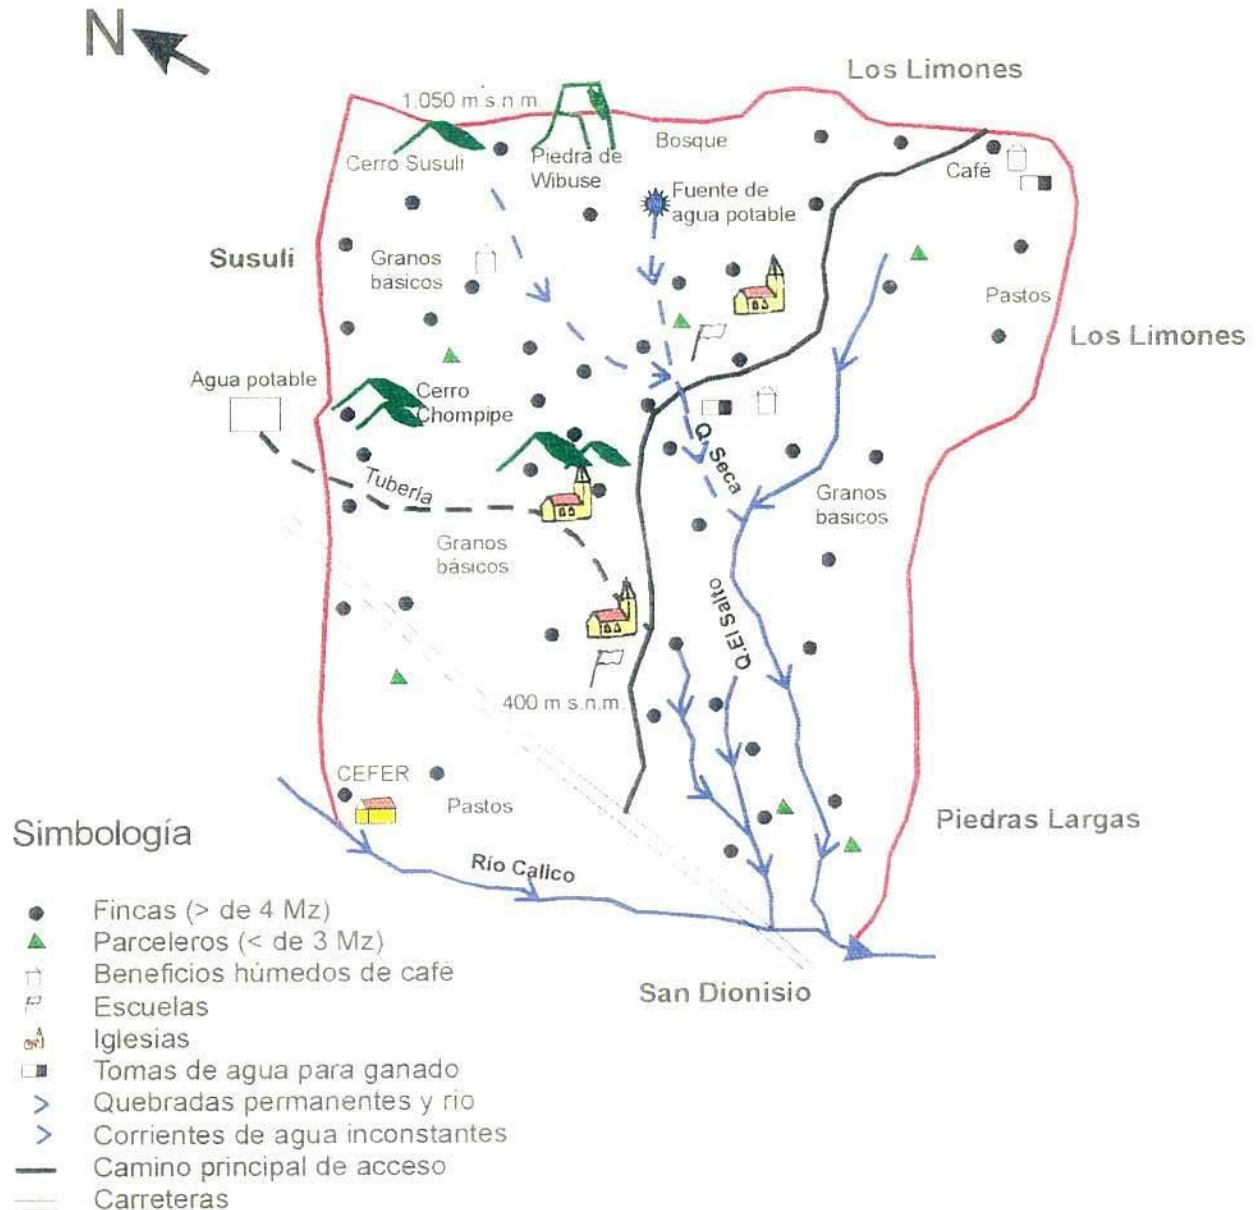 N
Los Limones
1.050 m s.n.m.
Bosque
Cerro Susuli
Piedra de
Wibuse
Café
Fuente de
agua potable
Susuli
Granos
básicos
Pastos
Los Limones
Agua potable
Cerro
Chompipe
Q. Seca
Tubería
Granos
básicos
Granos
básicos
Q.El Salto
400 m s.n.m.
CEFER
Pastos
Piedras Largas
Simbología
Río Calico
San Dionisio
Fincas (> de 4 Mz)
Parceleros (< de 3 Mz)
Beneficios húmedos de café
Escuelas
Iglesias
Tomas de agua para ganado
Quebradas permanentes y rio
Corrientes de agua inconstantes
Camino principal de acceso
Carreteras